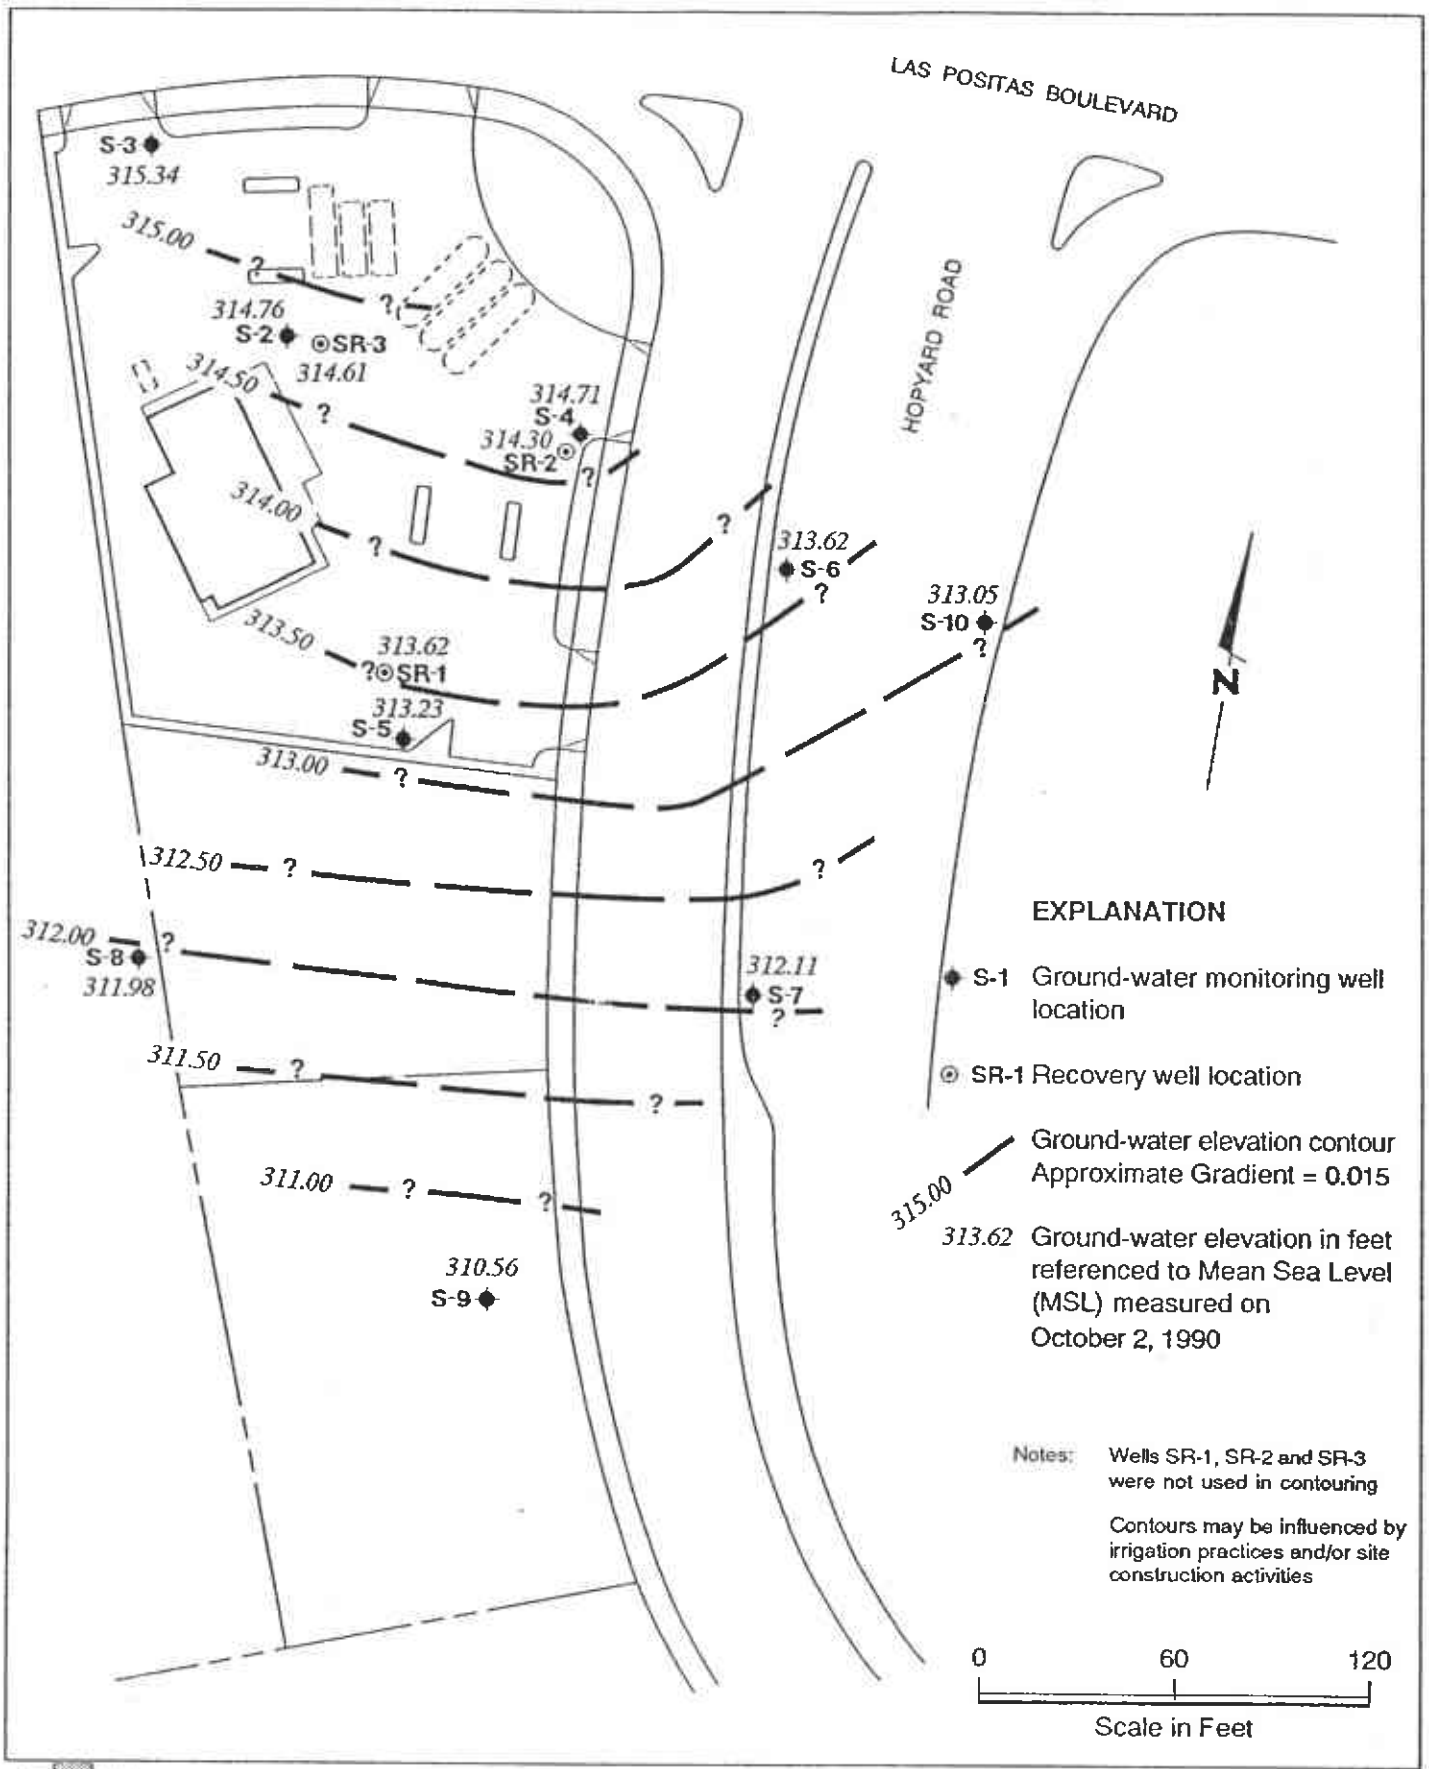 LAS POSITAS BOULEVARD
S-3
315.34
315.00
?
?
HOPYARD ROAD
314.76
S-2
SR-3
314.61
314.50
?
314.71
S-4
314.30
SR-2
?
314.00
?
?
313.62
S-6
?
313.05
S-10
?
313.50
313.62
? SR-1
313.23
S-5
313.00
?
N
312.50
?
?
312.00
?
S-8
311.98
312.11
S-7
?
311.50
?
?
311.00
?
?
310.56
S-9
EXPLANATION
S-1 Ground-water monitoring well
location
SR-1 Recovery well location
315.00
Ground-water elevation contour
Approximate Gradient = 0.015
313.62 Ground-water elevation in feet
referenced to Mean Sea Level
(MSL) measured on
October 2, 1990
Notes: Wells SR-1, SR-2 and SR-3
were not used in contouring
Contours may be influenced by
irrigation practices and/or site
construction activities
0 60 120
Scale in Feet